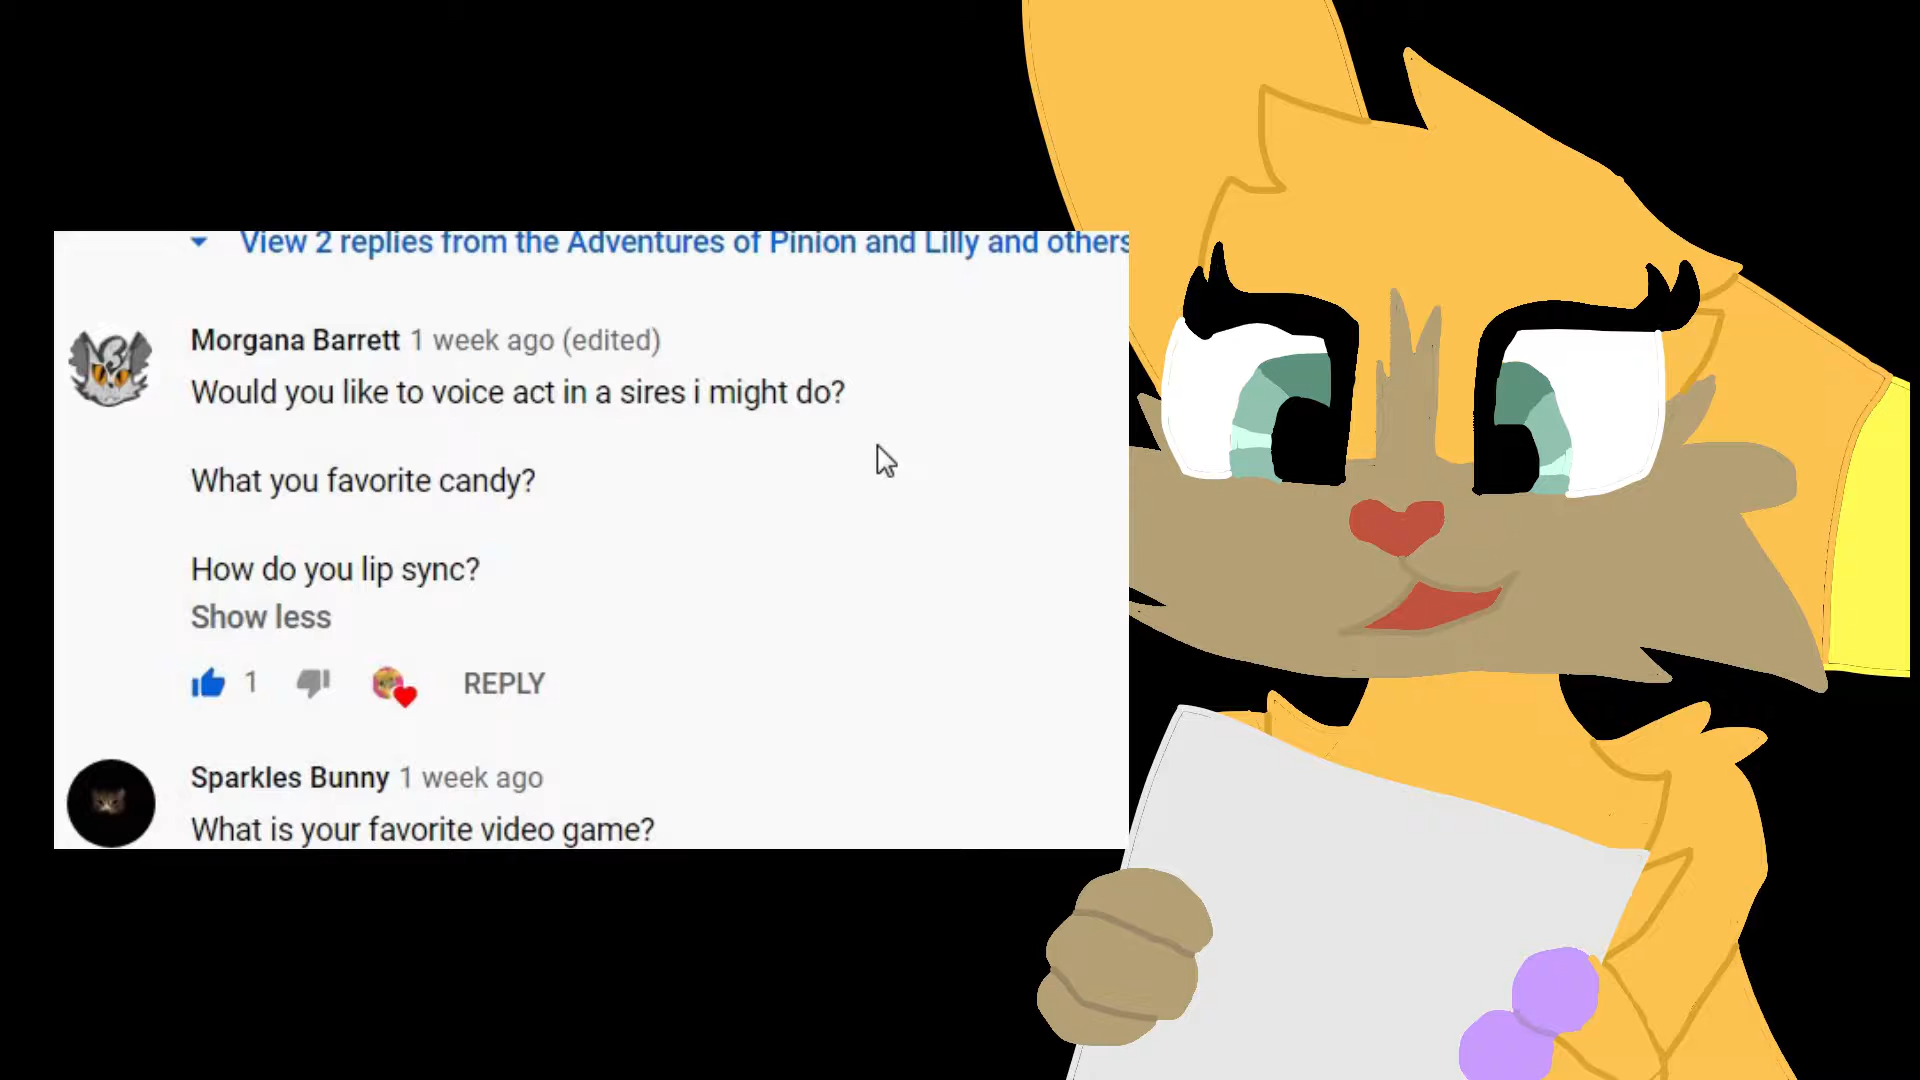 View 2 replies from the Adventures of Pinion and Lilly and others
Morgana Barrett 1 week ago (edited)
Would you like to voice act in a sires i might do?
What you favorite candy?
How do you lip sync?
Show less
1 REPLY
Sparkles Bunny 1 week ago
What is your favorite video game?